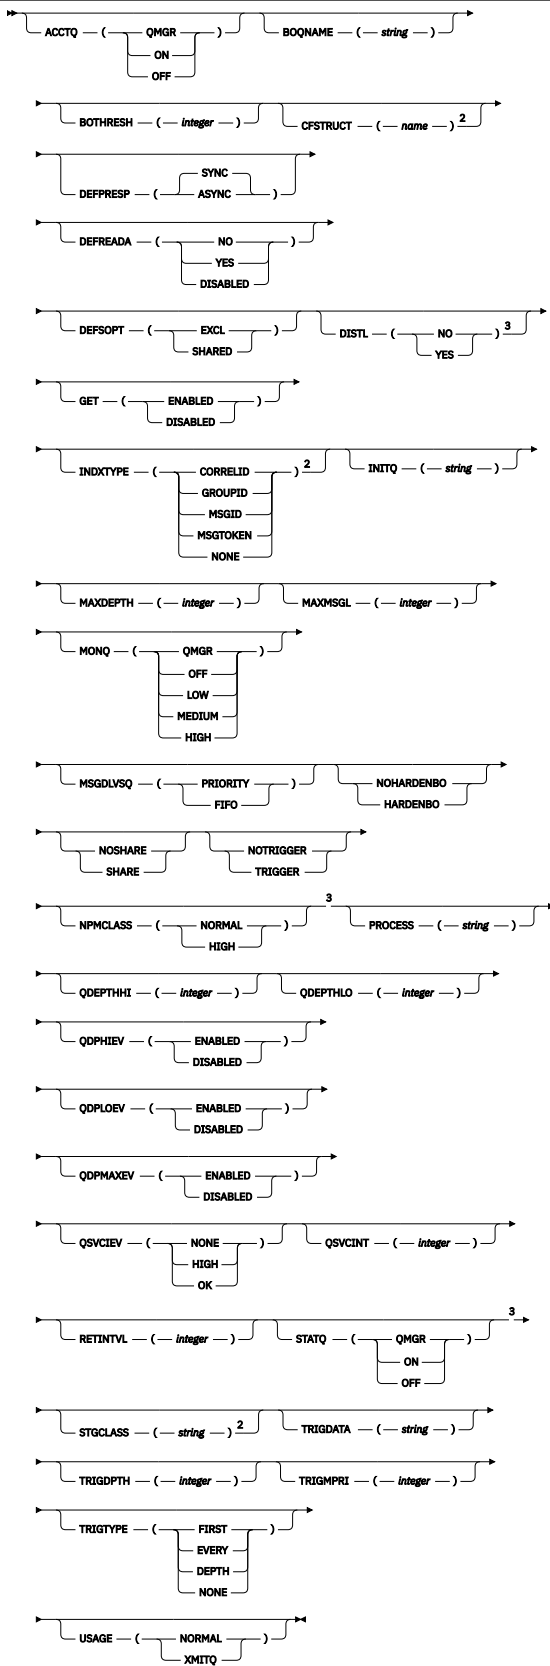 ACCTQ ( QMGR ) BOQNAME ( string )
ON
OFF
BOTHRESH ( integer ) CFSTRUCT ( name ) 2
SYNC
DEFPRESP ( ASYNC )
DEFREADA ( NO )
YES
DISABLED
DEFSOPT ( EXCL ) DISTL ( NO ) 3
SHARED YES
GET ( ENABLED )
DISABLED
INDXTYPE ( CORRELID ) 2 INITQ ( string )
GROUPID
MSGID
MSGTOKEN
NONE
MAXDEPTH ( integer ) MAXMSGL ( integer )
MONQ ( QMGR )
OFF
LOW
MEDIUM
HIGH
MSGDLVSQ ( PRIORITY ) NOHARDENBO
FIFO HARDENBO
NOSHARE NOTRIGGER
SHARE TRIGGER
NPMCLASS ( NORMAL ) 3 PROCESS ( string )
HIGH
QDEPTHHI ( integer ) QDEPTHLO ( integer )
QDPHIEV ( ENABLED )
DISABLED
QDPLOEV ( ENABLED )
DISABLED
QDPMAXEV ( ENABLED )
DISABLED
QSVCIEV ( NONE ) QSVCINT ( integer )
HIGH
OK
RETINTVL ( integer ) STATQ ( QMGR ) 3
ON
OFF
STGCLASS ( string ) 2 TRIGDATA ( string )
TRIGDPTH ( integer ) TRIGMPRI ( integer )
TRIGTYPE ( FIRST )
EVERY
DEPTH
NONE
USAGE ( NORMAL )
XMITQ